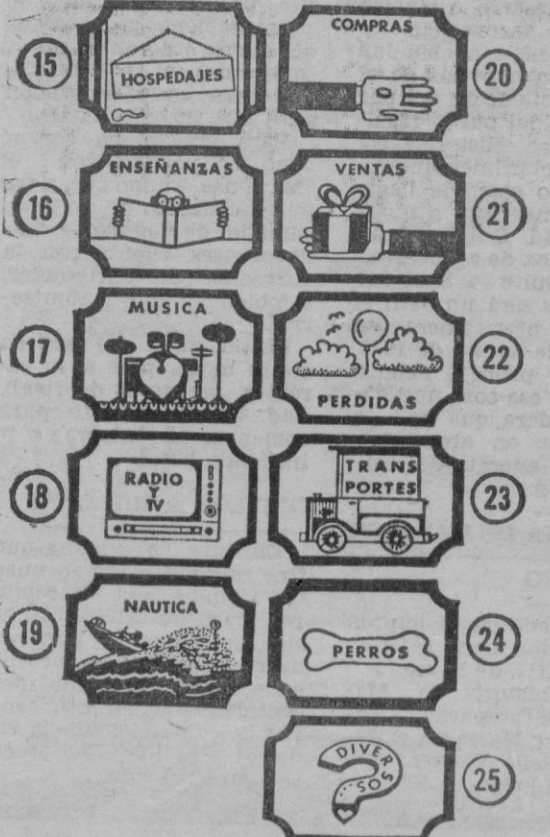 15
HOSPEDAJES
16
ENSEÑANZAS
17
MUSICA
18
RADIO
Y
TV
19
NAUTICA
COMPRAS
20
VENTAS
21
22
PERDIDAS
TRANS
PORTES
23
PERROS
24
DIVER
SOS
25